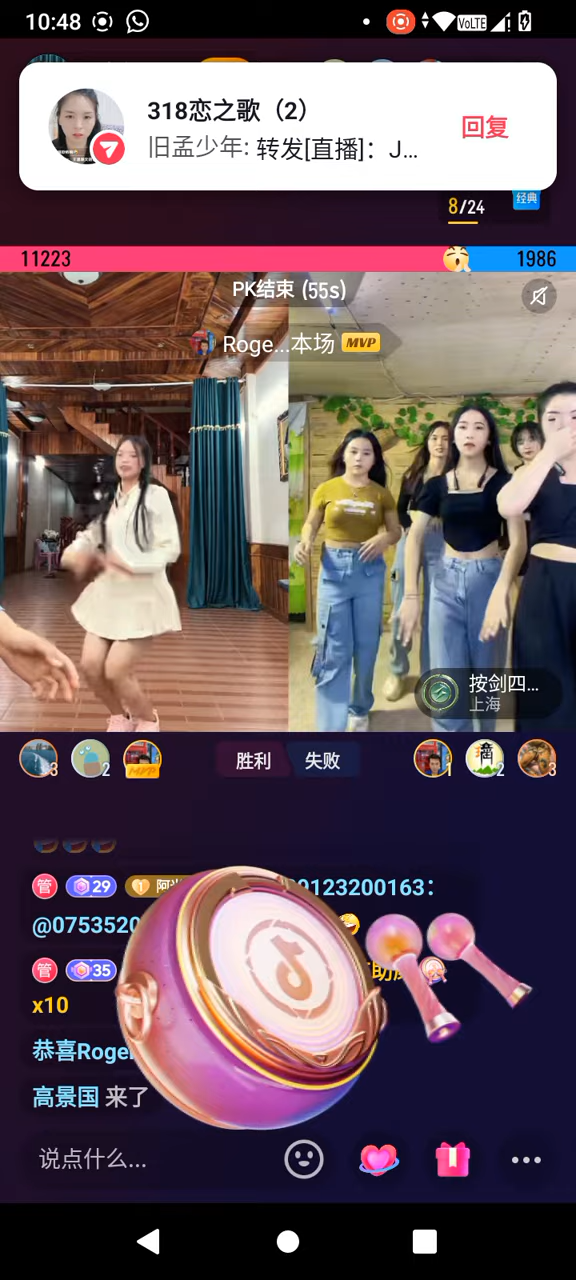 10:48
VoLTE
318恋之歌（2）
旧孟少年: 转发[直播]：J...
回复
8/24
经典
11223
1986
PK结束 (55s)
Roge...本场 MVP
按剑四...
上海
3
2
MVP
胜利
失败
1
2
3
管 29
0123200163：
@0753520
管 35
x10
恭喜Roge
高景国 来了
说点什么...